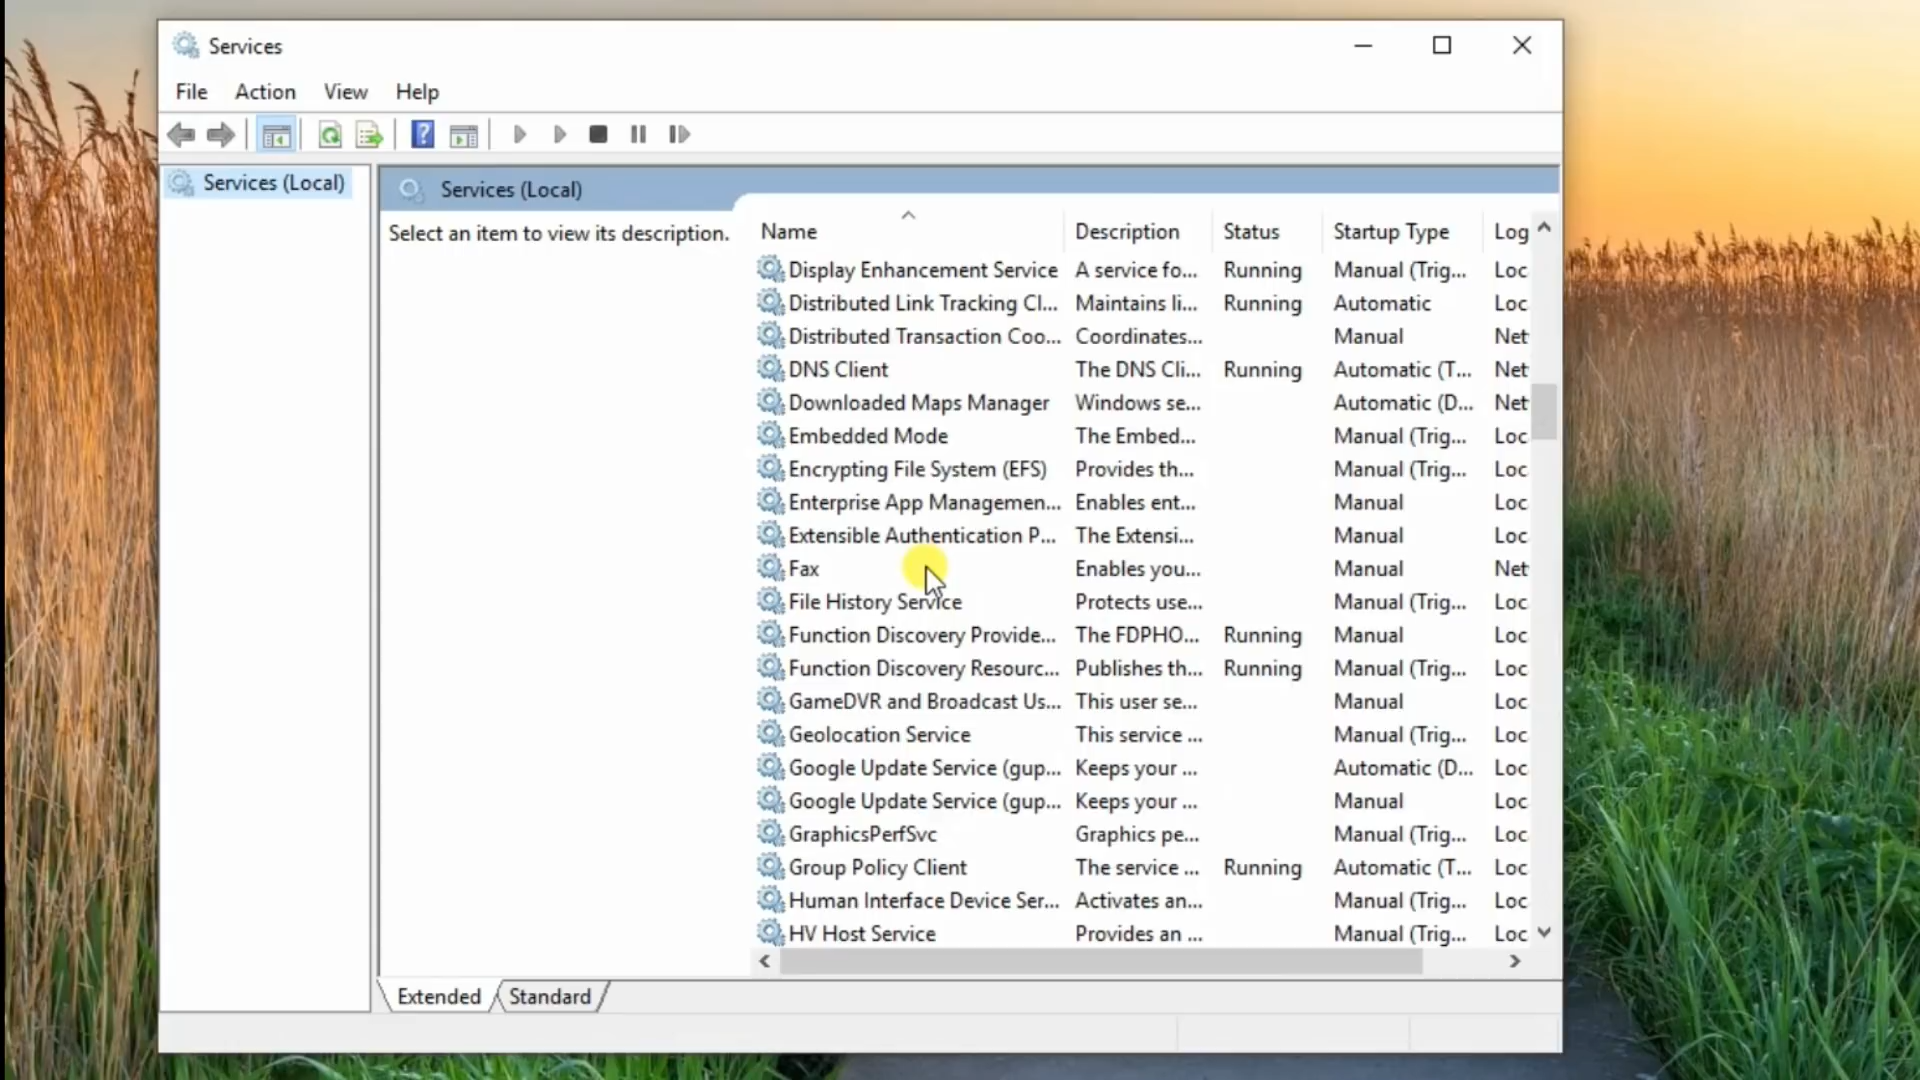 Services
File Action View Help
Services (Local)
Services (Local)
Select an item to view its description.
Name Description Status Startup Type Log
Display Enhancement Service A service fo... Running Manual (Trig... Loc
Distributed Link Tracking Cl... Maintains li... Running Automatic Loc
Distributed Transaction Coo... Coordinates... Manual Net
DNS Client The DNS Cli... Running Automatic (T... Net
Downloaded Maps Manager Windows se... Automatic (D... Net
Embedded Mode The Embed... Manual (Trig... Loc
Encrypting File System (EFS) Provides th... Manual (Trig... Loc
Enterprise App Managemen... Enables ent... Manual Loc
Extensible Authentication P... The Extensi... Manual Loc
Fax Enables you... Manual Net
File History Service Protects use... Manual (Trig... Loc
Function Discovery Provide... The FDPHO... Running Manual Loc
Function Discovery Resourc... Publishes th... Running Manual (Trig... Loc
GameDVR and Broadcast Us... This user se... Manual Loc
Geolocation Service This service ... Manual (Trig... Loc
Google Update Service (gup... Keeps your ... Automatic (D... Loc
Google Update Service (gup... Keeps your ... Manual Loc
GraphicsPerfSvc Graphics pe... Manual (Trig... Loc
Group Policy Client The service ... Running Automatic (T... Loc
Human Interface Device Ser... Activates an... Manual (Trig... Loc
HV Host Service Provides an ... Manual (Trig... Loc
Extended Standard